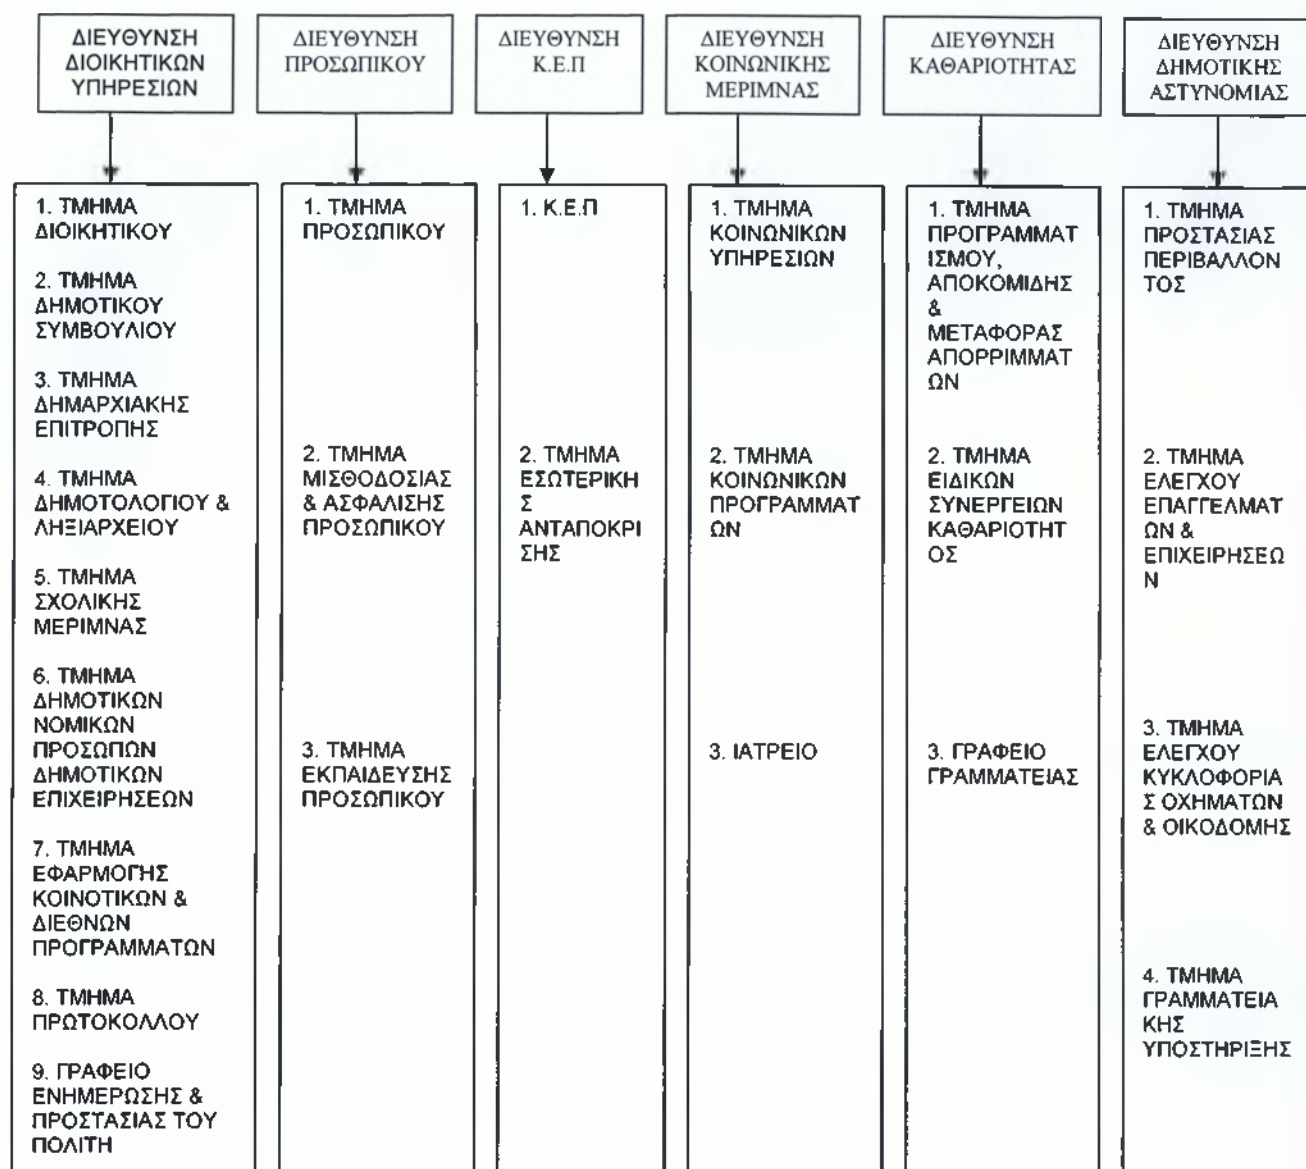 ΔΙΕΥΘΥΝΣΗ
ΔΙΟΙΚΗΤΙΚΩΝ
ΥΠΗΡΕΣΙΩΝ
ΔΙΕΥΘΥΝΣΗ
ΠΡΟΣΩΠΙΚΟΥ
ΔΙΕΥΘΥΝΣΗ
Κ.Ε.Π
ΔΙΕΥΘΥΝΣΗ
ΚΟΙΝΩΝΙΚΗΣ
ΜΕΡΙΜΝΑΣ
ΔΙΕΥΘΥΝΣΗ
ΚΑΘΑΡΙΟΤΗΤΑΣ
ΔΙΕΥΘΥΝΣΗ
ΔΗΜΟΤΙΚΗΣ
ΑΣΤΥΝΟΜΙΑΣ
1. ΤΜΗΜΑ
ΔΙΟΙΚΗΤΙΚΟΥ
2. ΤΜΗΜΑ
ΔΗΜΟΤΙΚΟΥ
ΣΥΜΒΟΥΛΙΟΥ
3. ΤΜΗΜΑ
ΔΗΜΑΡΧΙΑΚΗΣ
ΕΠΙΤΡΟΠΗΣ
4. ΤΜΗΜΑ
ΔΗΜΟΤΟΛΟΓΙΟΥ &
ΛΗΞΙΑΡΧΕΙΟΥ
5. ΤΜΗΜΑ
ΣΧΟΛΙΚΗΣ
ΜΕΡΙΜΝΑΣ
6. ΤΜΗΜΑ
ΔΗΜΟΤΙΚΩΝ
ΝΟΜΙΚΩΝ
ΠΡΟΣΩΠΩΝ
ΔΗΜΟΤΙΚΩΝ
ΕΠΙΧΕΙΡΗΣΕΩΝ
7. ΤΜΗΜΑ
ΕΦΑΡΜΟΓΗΣ
ΚΟΙΝΟΤΙΚΩΝ &
ΔΙΕΘΝΩΝ
ΠΡΟΓΡΑΜΜΑΤΩΝ
8. ΤΜΗΜΑ
ΠΡΩΤΟΚΟΛΛΟΥ
9. ΓΡΑΦΕΙΟ
ΕΝΗΜΕΡΩΣΗΣ &
ΠΡΟΣΤΑΣΙΑΣ ΤΟΥ
ΠΟΛΙΤΗ
1. ΤΜΗΜΑ
ΠΡΟΣΩΠΙΚΟΥ
2. ΤΜΗΜΑ
ΜΙΣΘΟΔΟΣΙΑΣ
& ΑΣΦΑΛΙΣΗΣ
ΠΡΟΣΩΠΙΚΟΥ
3. ΤΜΗΜΑ
ΕΚΠΑΙΔΕΥΣΗΣ
ΠΡΟΣΩΠΙΚΟΥ
1. Κ.Ε.Π
2. ΤΜΗΜΑ
ΕΣΩΤΕΡΙΚΗ
Σ
ΑΝΤΑΠΟΚΡΙ
ΣΗΣ
1. ΤΜΗΜΑ
ΚΟΙΝΩΝΙΚΩΝ
ΥΠΗΡΕΣΙΩΝ
2. ΤΜΗΜΑ
ΚΟΙΝΩΝΙΚΩΝ
ΠΡΟΓΡΑΜΜΑΤ
ΩΝ
3. ΙΑΤΡΕΙΟ
1. ΤΜΗΜΑ
ΠΡΟΓΡΑΜΜΑΤ
ΙΣΜΟΥ,
ΑΠΟΚΟΜΙΔΗΣ
&
ΜΕΤΑΦΟΡΑΣ
ΑΠΟΡΡΙΜΜΑΤ
ΩΝ
2. ΤΜΗΜΑ
ΕΙΔΙΚΩΝ
ΣΥΝΕΡΓΕΙΩΝ
ΚΑΘΑΡΙΟΤΗΤ
ΟΣ
3. ΓΡΑΦΕΙΟ
ΓΡΑΜΜΑΤΕΙΑΣ
1. ΤΜΗΜΑ
ΠΡΟΣΤΑΣΙΑΣ
ΠΕΡΙΒΑΛΛΟΝ
ΤΟΣ
2. ΤΜΗΜΑ
ΕΛΕΓΧΟΥ
ΕΠΑΓΓΕΛΜΑΤ
ΩΝ &
ΕΠΙΧΕΙΡΗΣΕΩ
Ν
3. ΤΜΗΜΑ
ΕΛΕΓΧΟΥ
ΚΥΚΛΟΦΟΡΙΑ
Σ ΟΧΗΜΑΤΩΝ
& ΟΙΚΟΔΟΜΗΣ
4. ΤΜΗΜΑ
ΓΡΑΜΜΑΤΕΙΑ
ΚΗΣ
ΥΠΟΣΤΗΡΙΞΗΣ